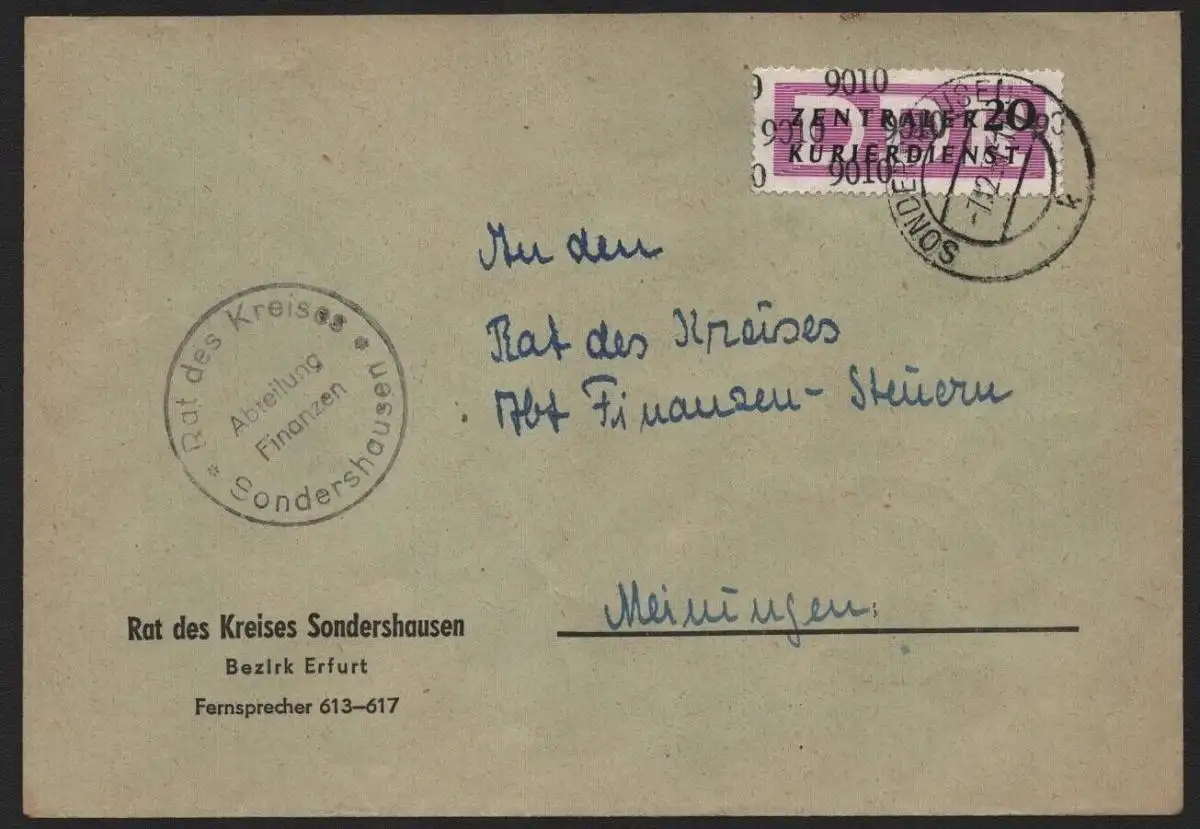 9010
DDR
ZENTRALER 20
9010 9010
KURIERDIENST
9010
SONDERSHAUSEN
k
An den
Rat des Kreises
Abt Finanzen - Steuern
Meiningen
* Rat des Kreises * Sondershausen
Abteilung
Finanzen
Rat des Kreises Sondershausen
Bezirk Erfurt
Fernsprecher 613–617